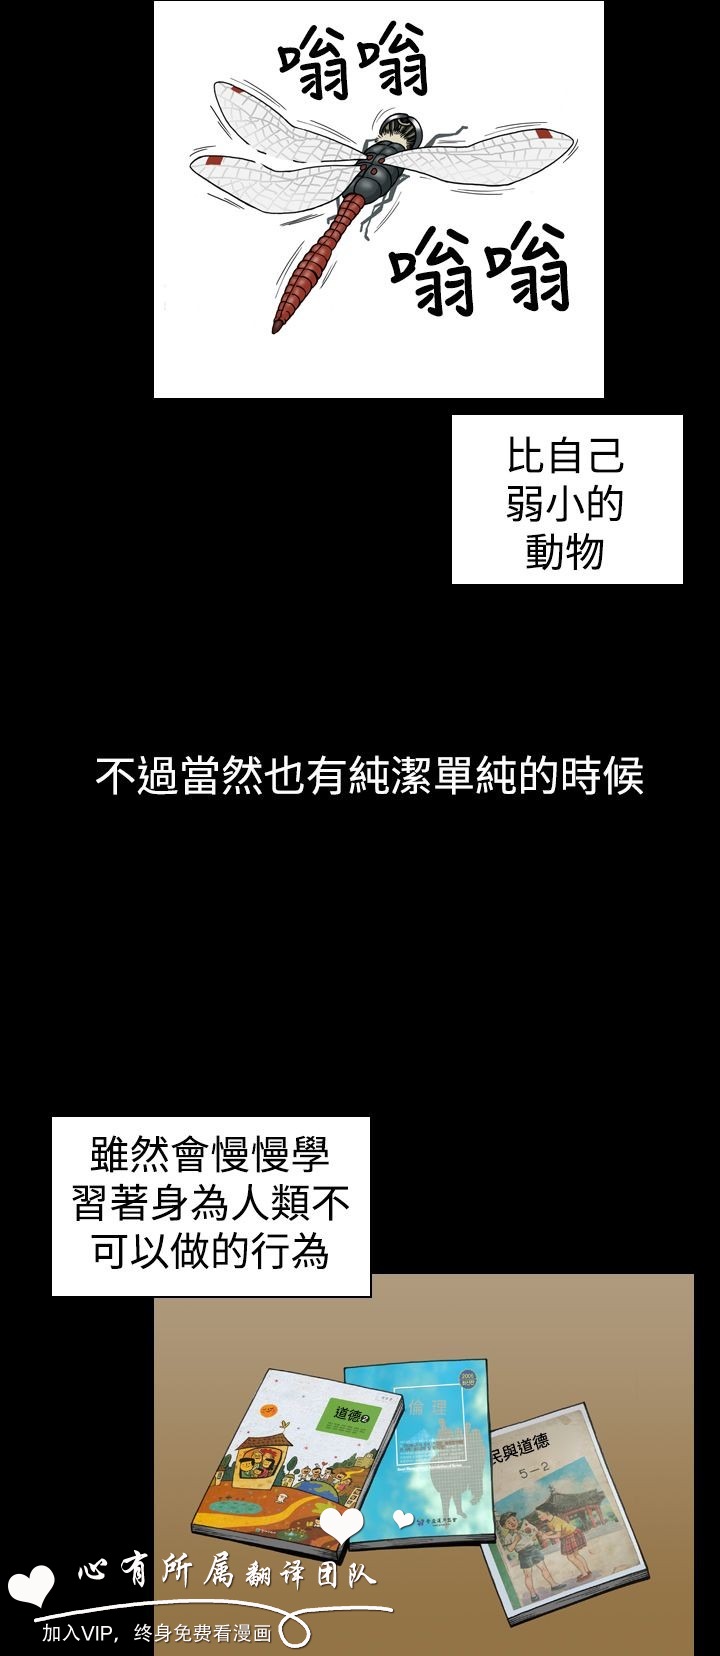 嗡嗡
嗡嗡
比自己
弱小的
動物
不過當然也有純潔單純的時候
雖然會慢慢學
習著身為人類不
可以做的行為
2006
倫理
道德2
民與道德
5-2
心有所属翻译团队
加入VIP，终身免费看漫画